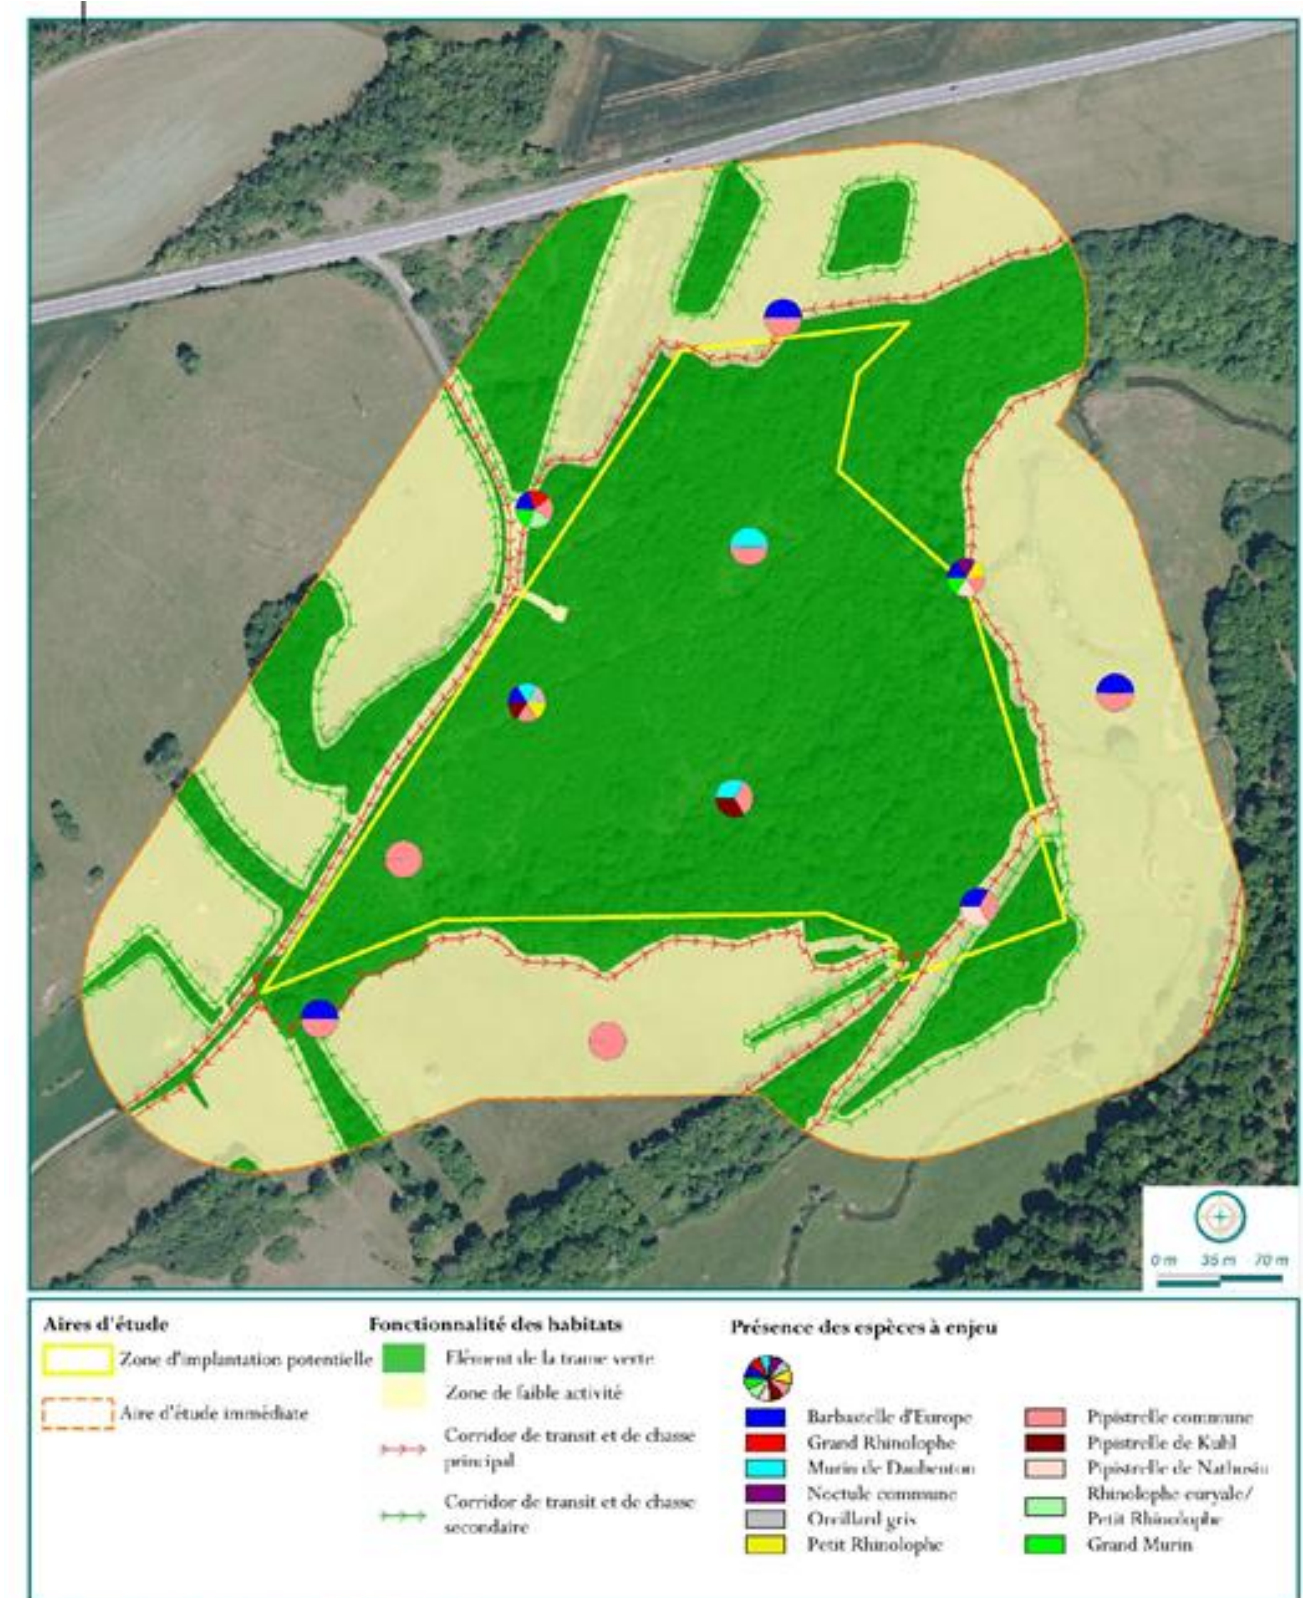 0 m 35 m 70 m
Aires d'étude
Zone d'implantation potentielle
Aire d'étude immédiate
Fonctionnalité des habitats
Elément de la trame verte
Zone de faible activité
Corridor de transit et de chasse
principal
Corridor de transit et de chasse
secondaire
Présence des espèces à enjeu
Barbastelle d'Europe
Grand Rhinolophe
Murin de Daubenton
Noctule commune
Oreillard gris
Petit Rhinolophe
Pipistrelle commune
Pipistrelle de Kuhl
Pipistrelle de Nathusiu
Rhinolophe euryale/
Petit Rhinolophe
Grand Murin